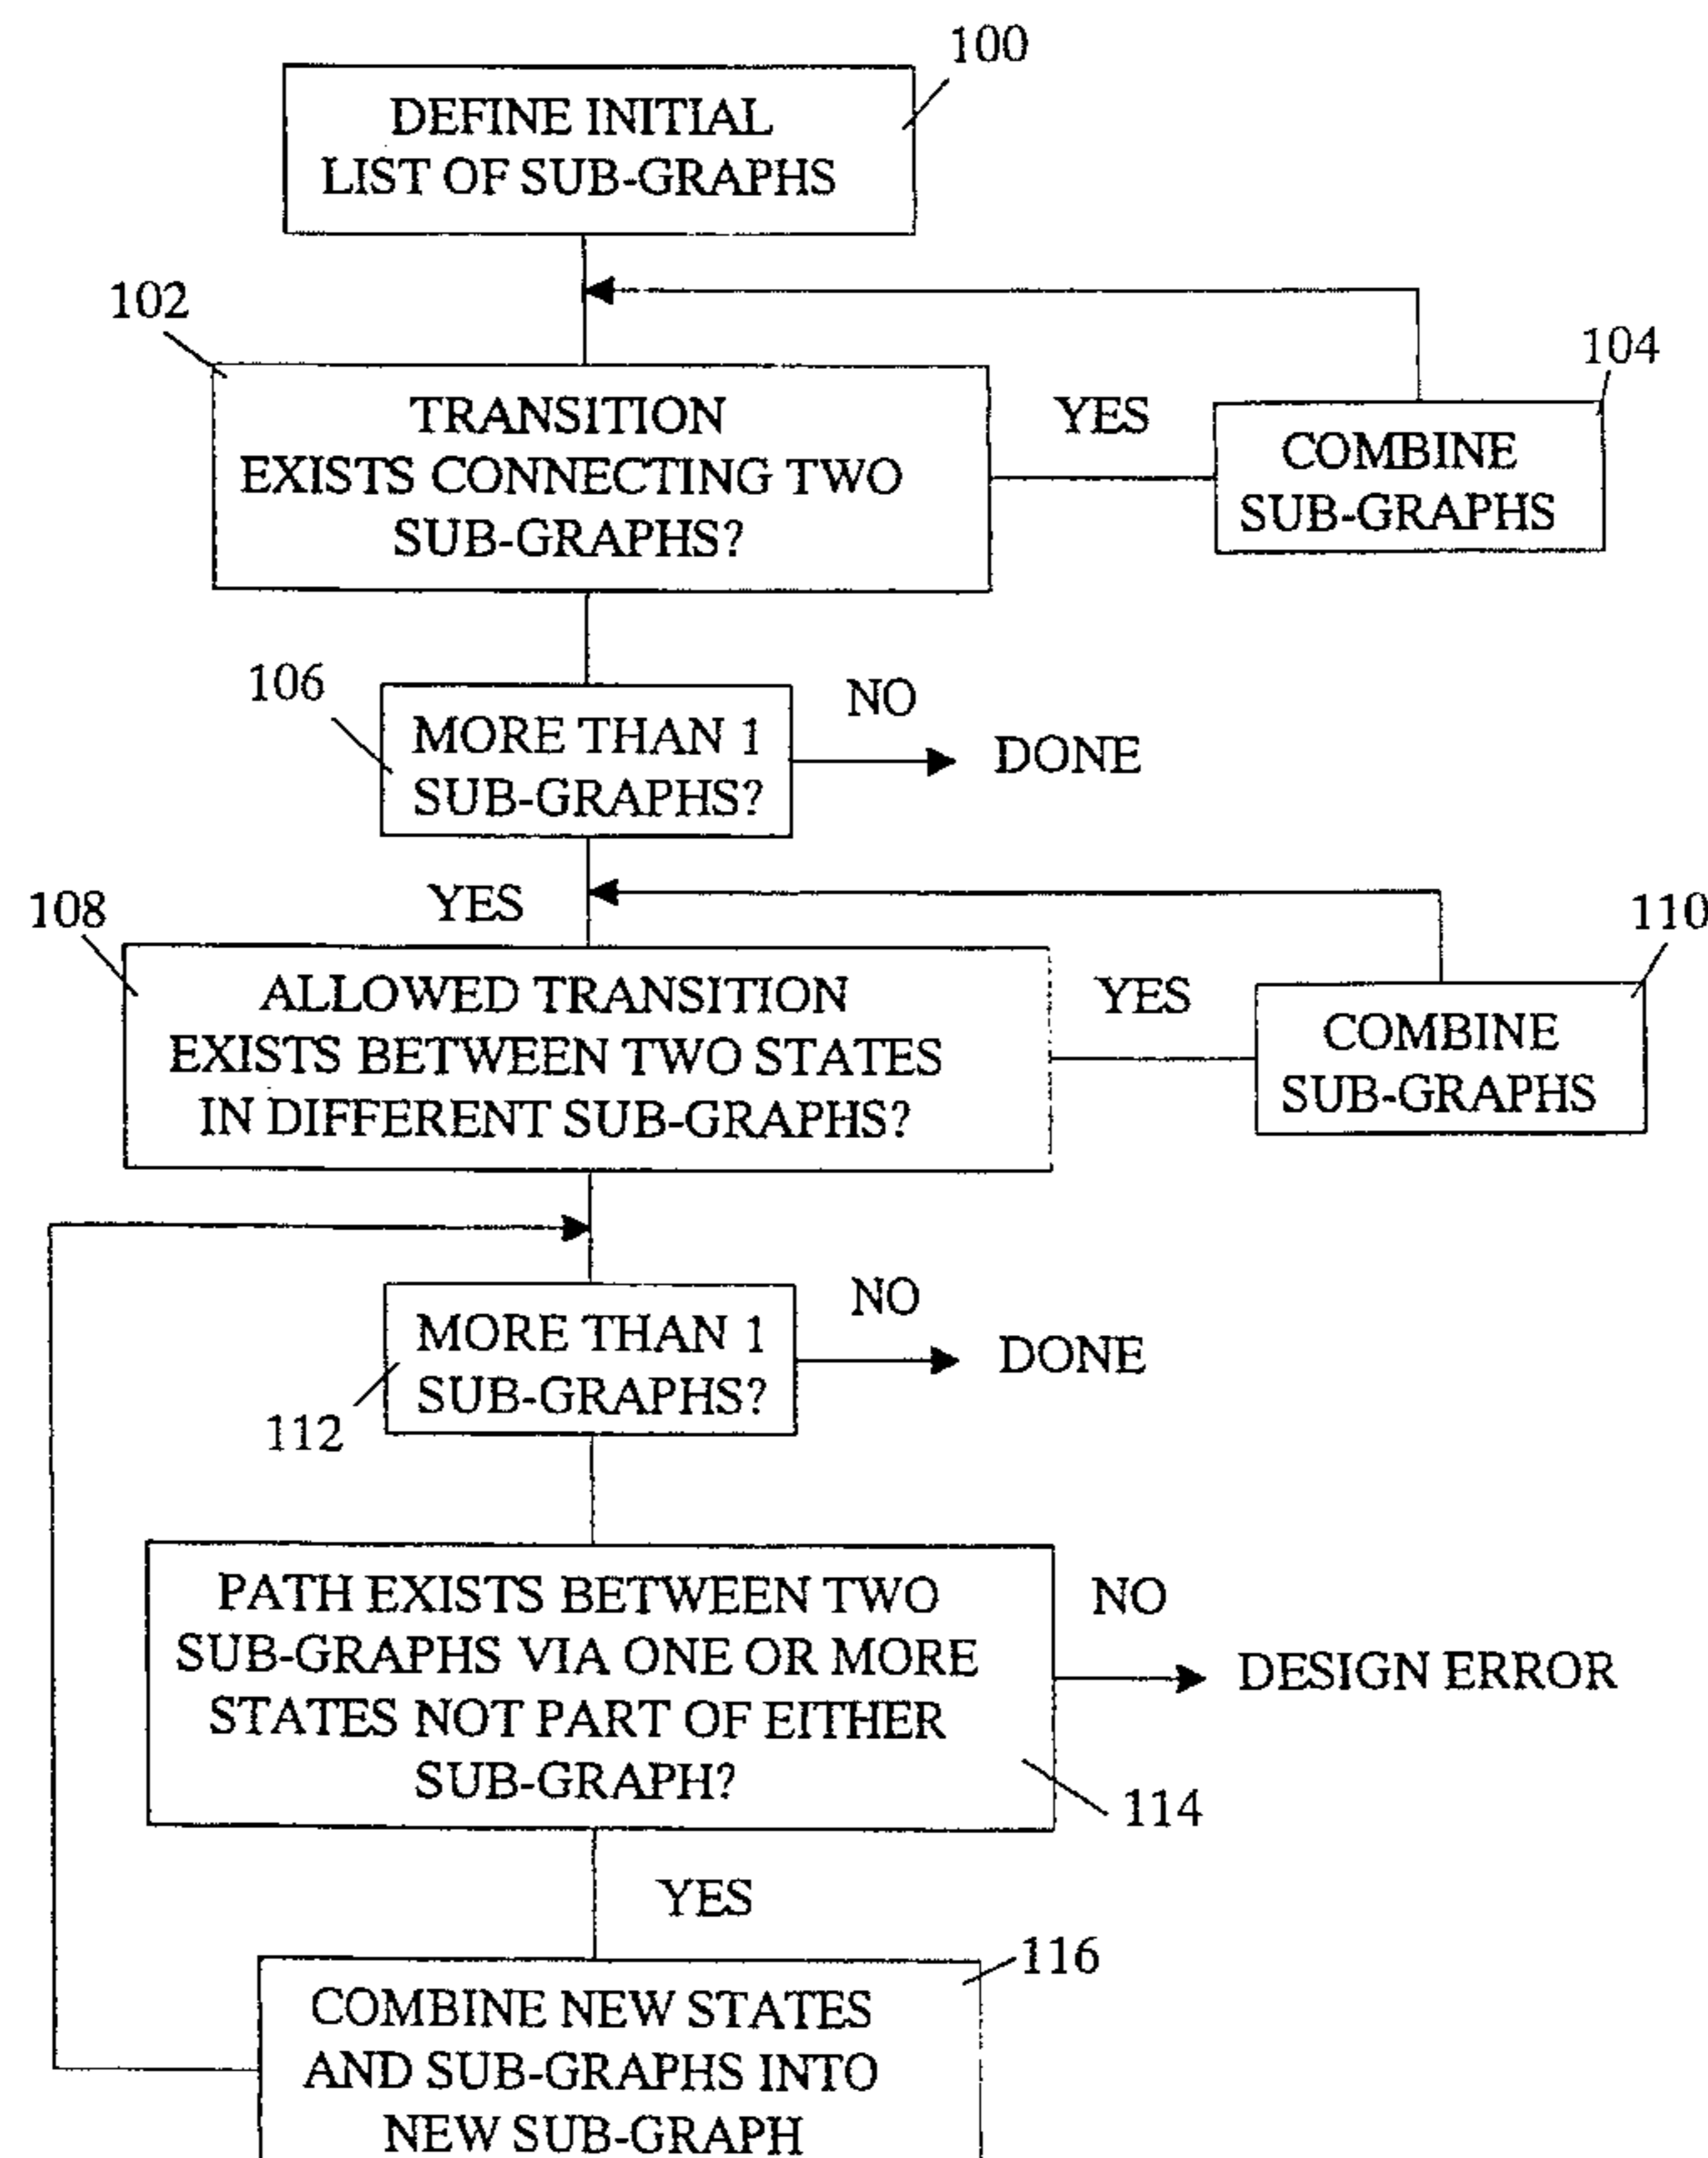 100
DEFINE INITIAL
LIST OF SUB-GRAPHS
102
TRANSITION
EXISTS CONNECTING TWO
SUB-GRAPHS?
YES
104
COMBINE
SUB-GRAPHS
106
MORE THAN 1
SUB-GRAPHS?
NO
DONE
YES
108
ALLOWED TRANSITION
EXISTS BETWEEN TWO STATES
IN DIFFERENT SUB-GRAPHS?
YES
110
COMBINE
SUB-GRAPHS
MORE THAN 1
SUB-GRAPHS?
112
NO
DONE
PATH EXISTS BETWEEN TWO
SUB-GRAPHS VIA ONE OR MORE
STATES NOT PART OF EITHER
SUB-GRAPH?
NO
DESIGN ERROR
114
YES
116
COMBINE NEW STATES
AND SUB-GRAPHS INTO
NEW SUB-GRAPH